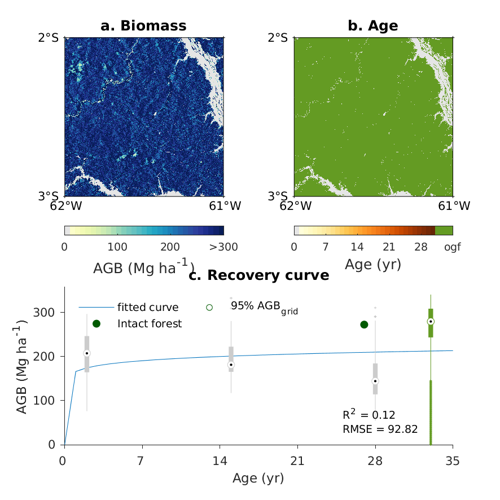 a. Biomass
b. Age
2°S
3°S
62°W
61°W
2°S
3°S
62°W
61°W
0
100
200
>300
AGB (Mg ha⁻¹)
0
7
14
21
28
ogf
Age (yr)
c. Recovery curve
fitted curve
95% AGB_grid
Intact forest
300
200
100
0
AGB (Mg ha⁻¹)
R² = 0.12
RMSE = 92.82
0
7
14
21
28
35
Age (yr)